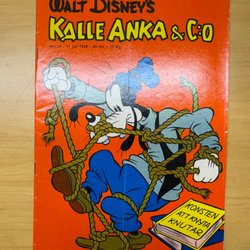 WALT DISNEY'S
KALLE ANKA & C:O
KONSTEN
ATT KNYTA
KNUTAR